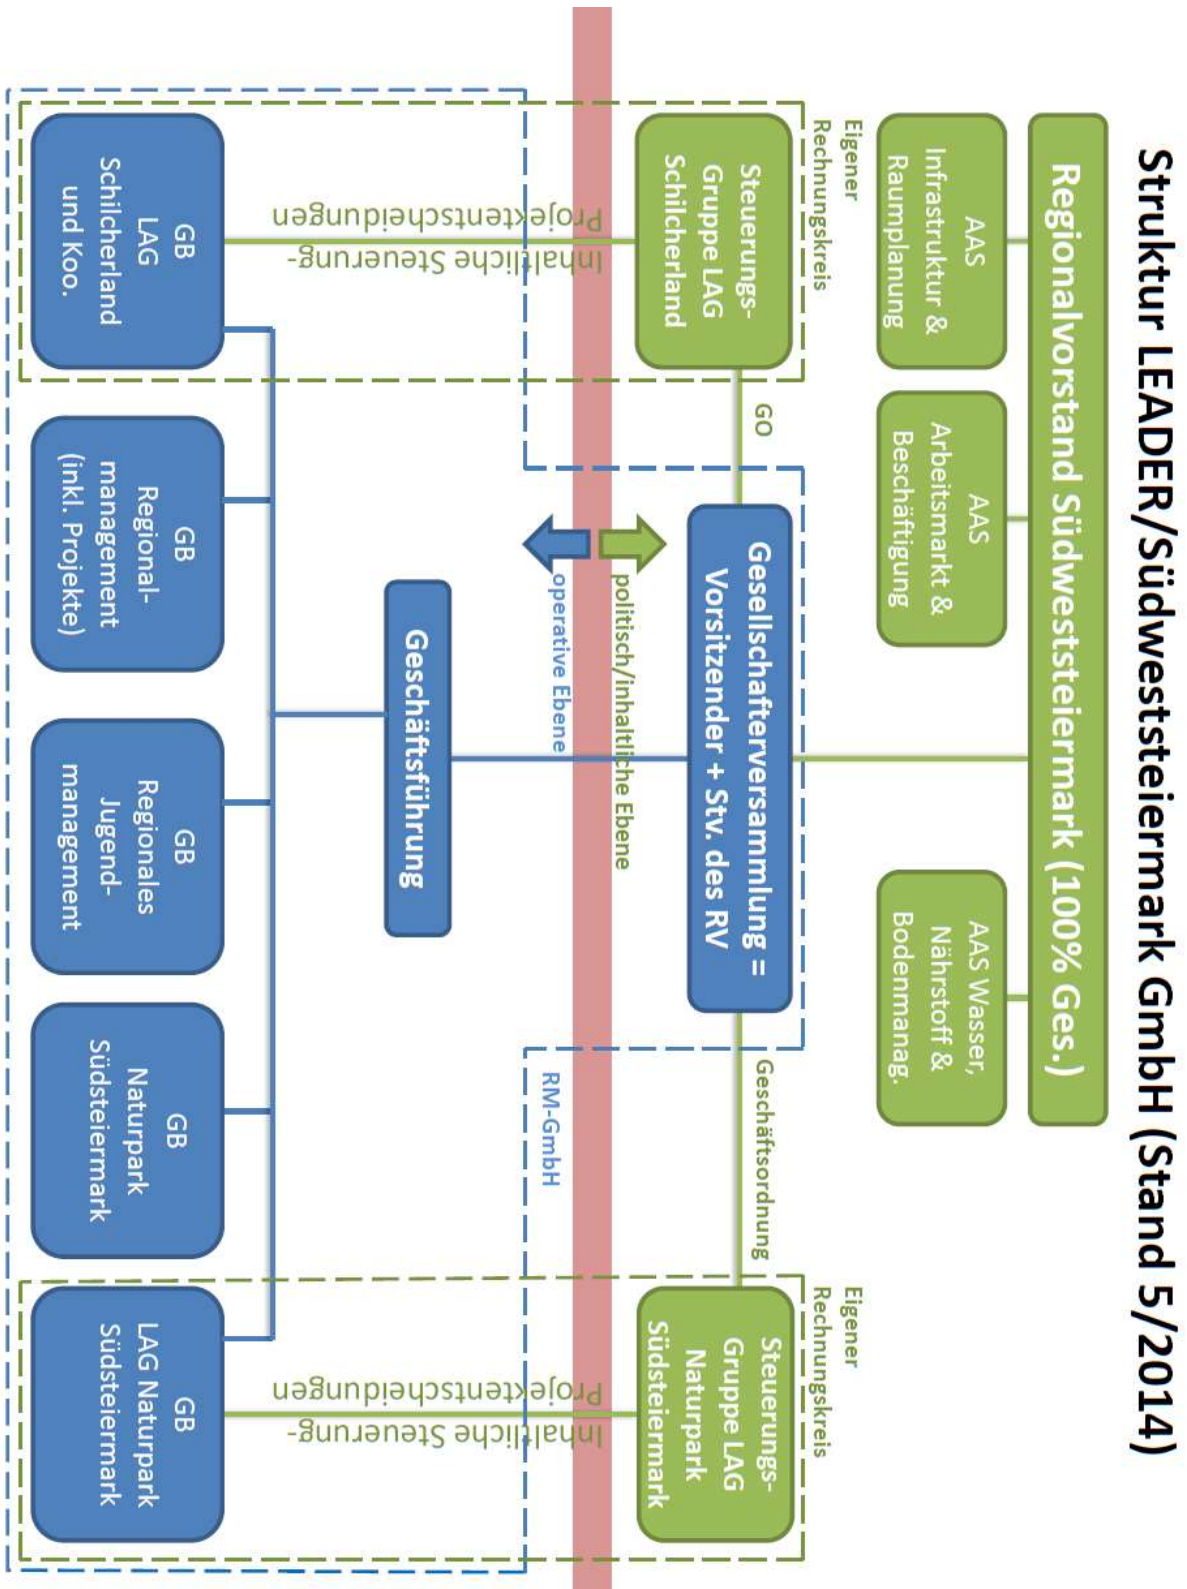 Struktur LEADER/Südweststeiermark GmbH (Stand 5/2014)
Regionalvorstand Südweststeiermark (100% Ges.)
AAS
Infrastruktur &
Raumplanung
AAS
Arbeitsmarkt &
Beschäftigung
AAS Wasser,
Nährstoff &
Bodenmanag.
Eigener
Rechnungskreis
Eigener
Rechnungskreis
Steuerungs-
Gruppe LAG
Schilcherland
GO
Gesellschafterversammlung =
Vorsitzender + Stv. des RV
Geschäftsordnung
Steuerungs-
Gruppe LAG
Naturpark
Südsteiermark
politisch/inhaltliche Ebene
operative Ebene
RM-GmbH
Inhaltliche Steuerung-
Projektentscheidungen
Inhaltliche Steuerung-
Projektentscheidungen
Geschäftsführung
GB
LAG
Schilcherland
und Koo.
GB
Regional-
management
(inkl. Projekte)
GB
Regionales
Jugend-
management
GB
Naturpark
Südsteiermark
GB
LAG Naturpark
Südsteiermark